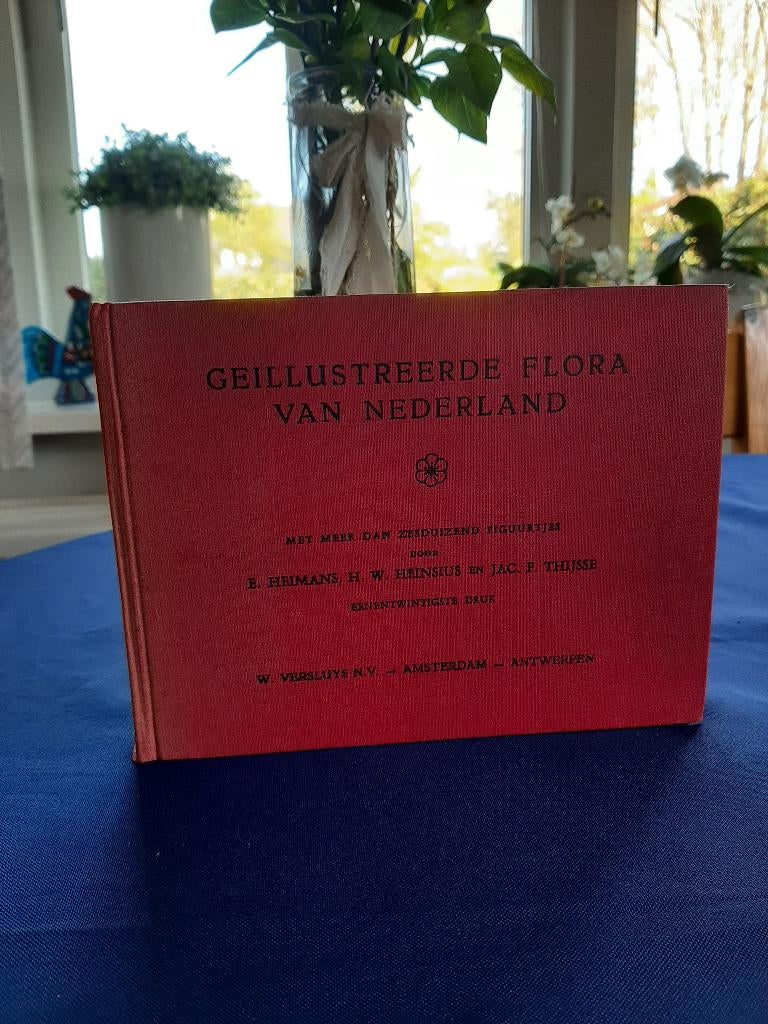 GEILLUSTREERDE FLORA
VAN NEDERLAND
MET MEER DAN ZESDUIZEND FIGUURTJES
DOOR
E. HEIMANS, H. W. HEINSIUS EN JAC. P. THIJSSE
EENENTWINTIGSTE DRUK
W. VERSLUYS N.V. — AMSTERDAM — ANTWERPEN